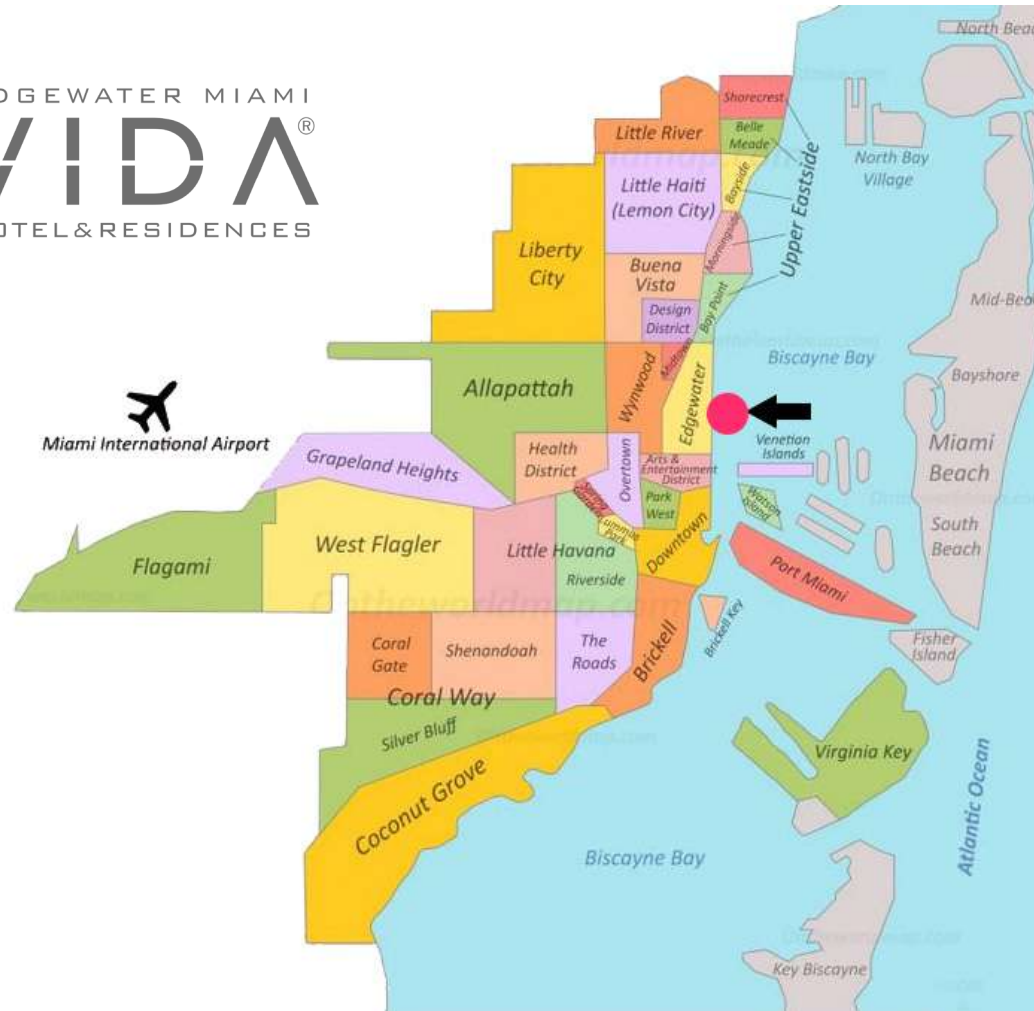 North Bea
DGEWATER MIAMI
VIDA®
OTEL&RESIDENCES
Shorecrest
Little River
Belle
Meade
North Bay
Village
Bayside
Little Haiti
(Lemon City)
Upper Eastside
Morningside
Liberty
City
Buena
Vista
Design
District
Bay Point
Mid-Bea
Midtown
Biscayne Bay
Bayshore
Allapattah
Wynwood
Edgewater
Miami International Airport
Venetian
Islands
Miami
Beach
Grapeland Heights
Health
District
Overtown
Arts &
Entertainment
District
Park
West
Watson
Island
South
Beach
Lummus
Park
Downtown
West Flagler
Little Havana
Flagami
Riverside
Port Miami
Brickell Key
Coral
Gate
Shenandoah
The
Roads
Brickell
Fisher
Island
Coral Way
Silver Bluff
Virginia Key
Coconut Grove
Atlantic Ocean
Biscayne Bay
Key Biscayne